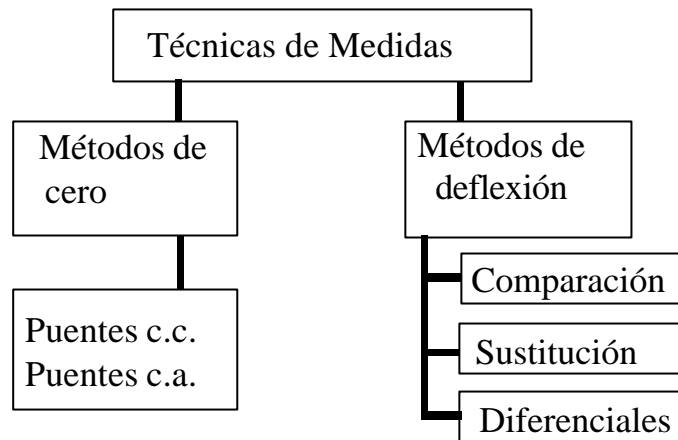 Técnicas de Medidas
Métodos de
cero
Métodos de
deflexión
Puentes c.c.
Puentes c.a.
Comparación
Sustitución
Diferenciales